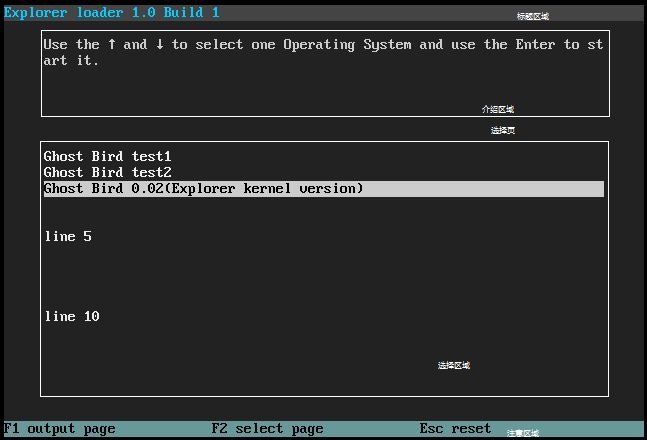 Explorer loader 1.0 Build 1
标题区域
Use the ↑ and ↓ to select one Operating System and use the Enter to st
art it.
介绍区域
选择页
Ghost Bird test1
Ghost Bird test2
Ghost Bird 0.02(Explorer kernel version)
line 5
line 10
选择区域
F1 output page F2 select page Esc reset
注意区域